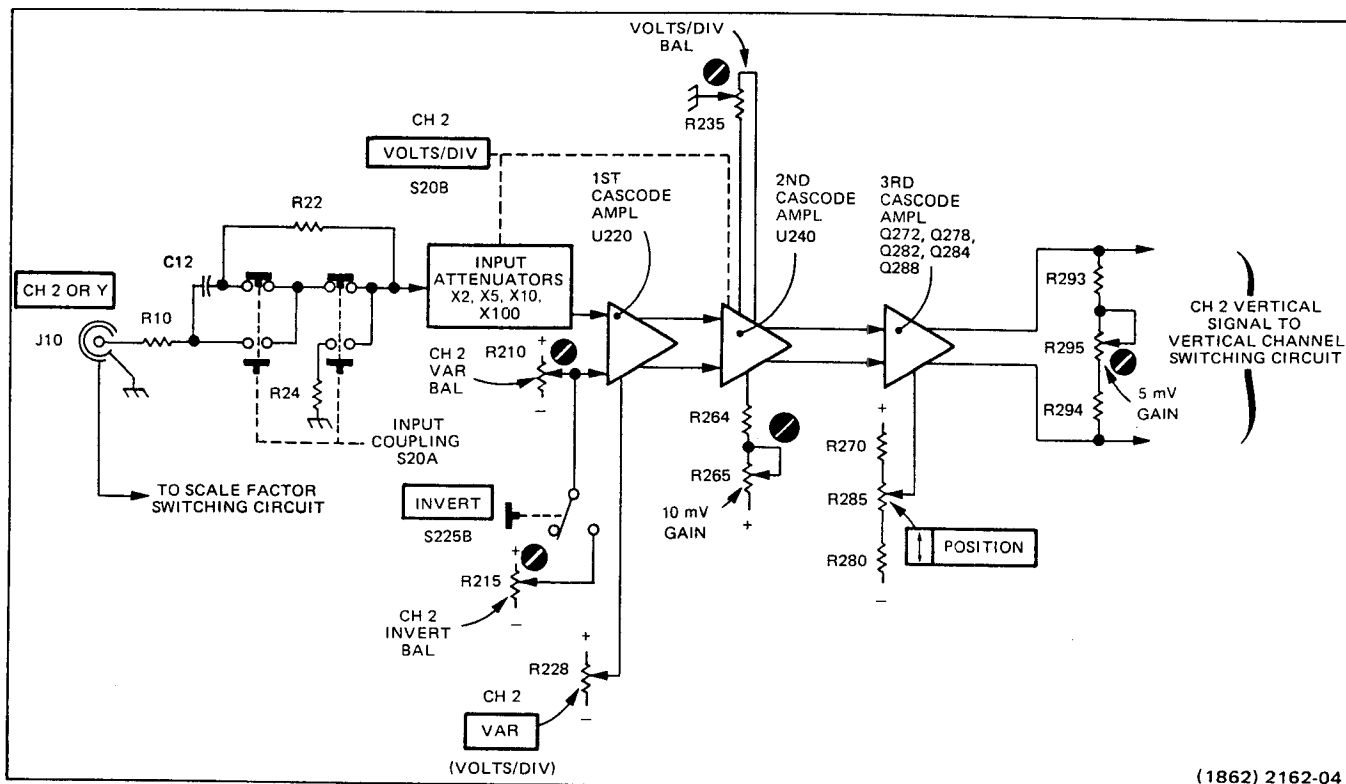 VOLTS/DIV
BAL
R235
CH 2
VOLTS/DIV
S20B
1ST
CASCODE
AMPL
U220
2ND
CASCODE
AMPL
U240
3RD
CASCODE
AMPL
Q272, Q278,
Q282, Q284
Q288
R22
C12
CH 2 OR Y
J10
R10
R24
INPUT
ATTENUATORS
X2, X5, X10,
X100
R210
+
−
CH 2
VAR
BAL
INPUT
COUPLING
S20A
TO SCALE FACTOR
SWITCHING CIRCUIT
INVERT
S225B
R215
+
−
CH 2
INVERT
BAL
R228
+
−
CH 2
VAR
(VOLTS/DIV)
R264
R265
10 mV
GAIN
+
+
R270
R285
R280
−
POSITION
R293
R295
R294
5 mV
GAIN
CH 2 VERTICAL
SIGNAL TO
VERTICAL CHANNEL
SWITCHING CIRCUIT
(1862) 2162-04